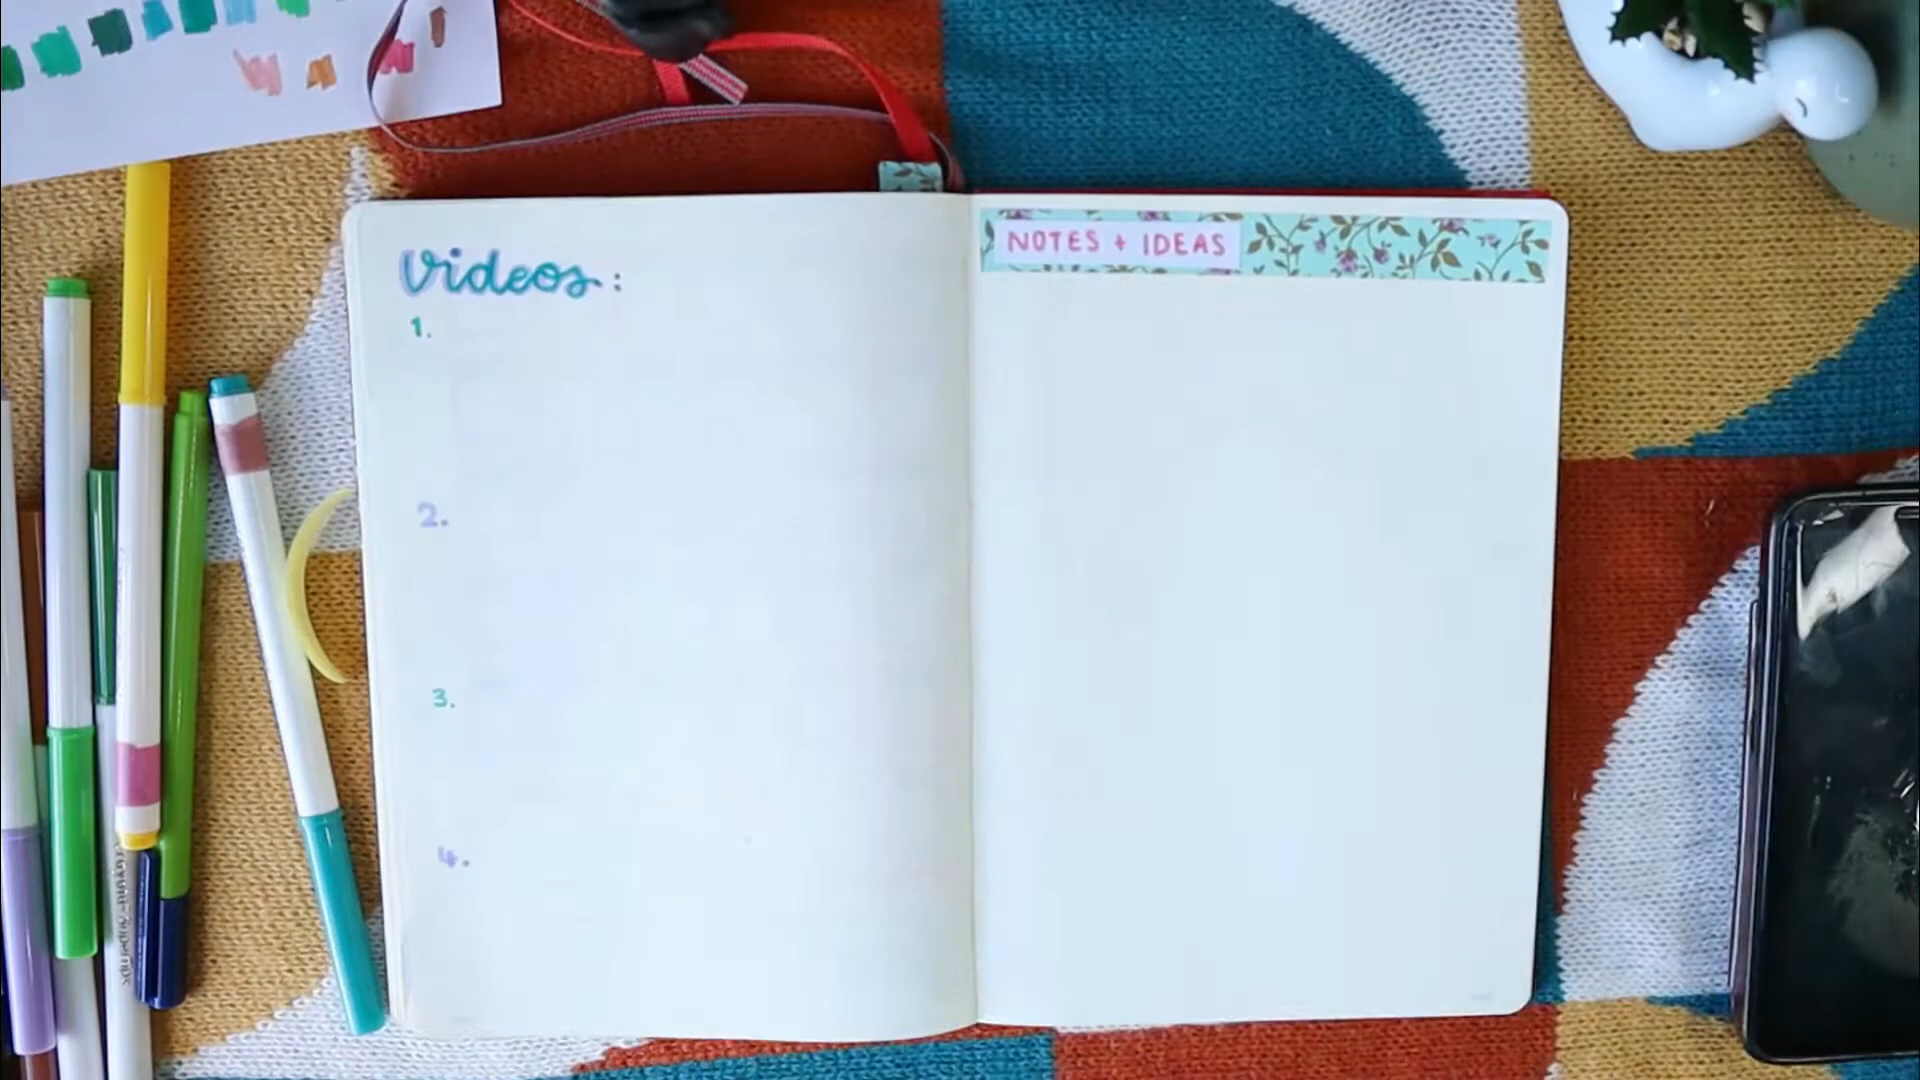 Videos:
1.
2.
3.
4.
NOTES + IDEAS